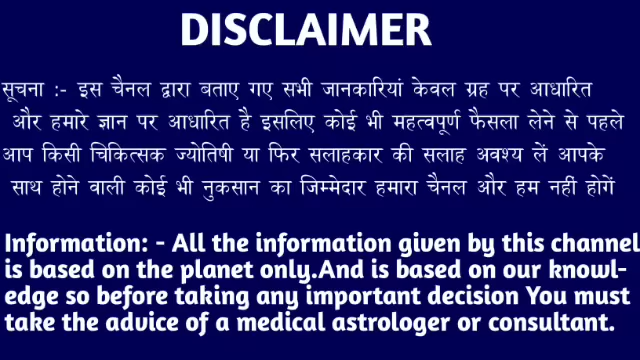 DISCLAIMER
सूचना :- इस चैनल द्वारा बताए गए सभी जानकारियां केवल ग्रह पर आधारित
और हमारे ज्ञान पर आधारित है इसलिए कोई भी महत्वपूर्ण फैसला लेने से पहले
आप किसी चिकित्सक ज्योतिषी या फिर सलाहकार की सलाह अवश्य लें आपके
साथ होने वाली कोई भी नुकसान का जिम्मेदार हमारा चैनल और हम नहीं होगें
Information: - All the information given by this channel
is based on the planet only.And is based on our knowl-
edge so before taking any important decision You must
take the advice of a medical astrologer or consultant.